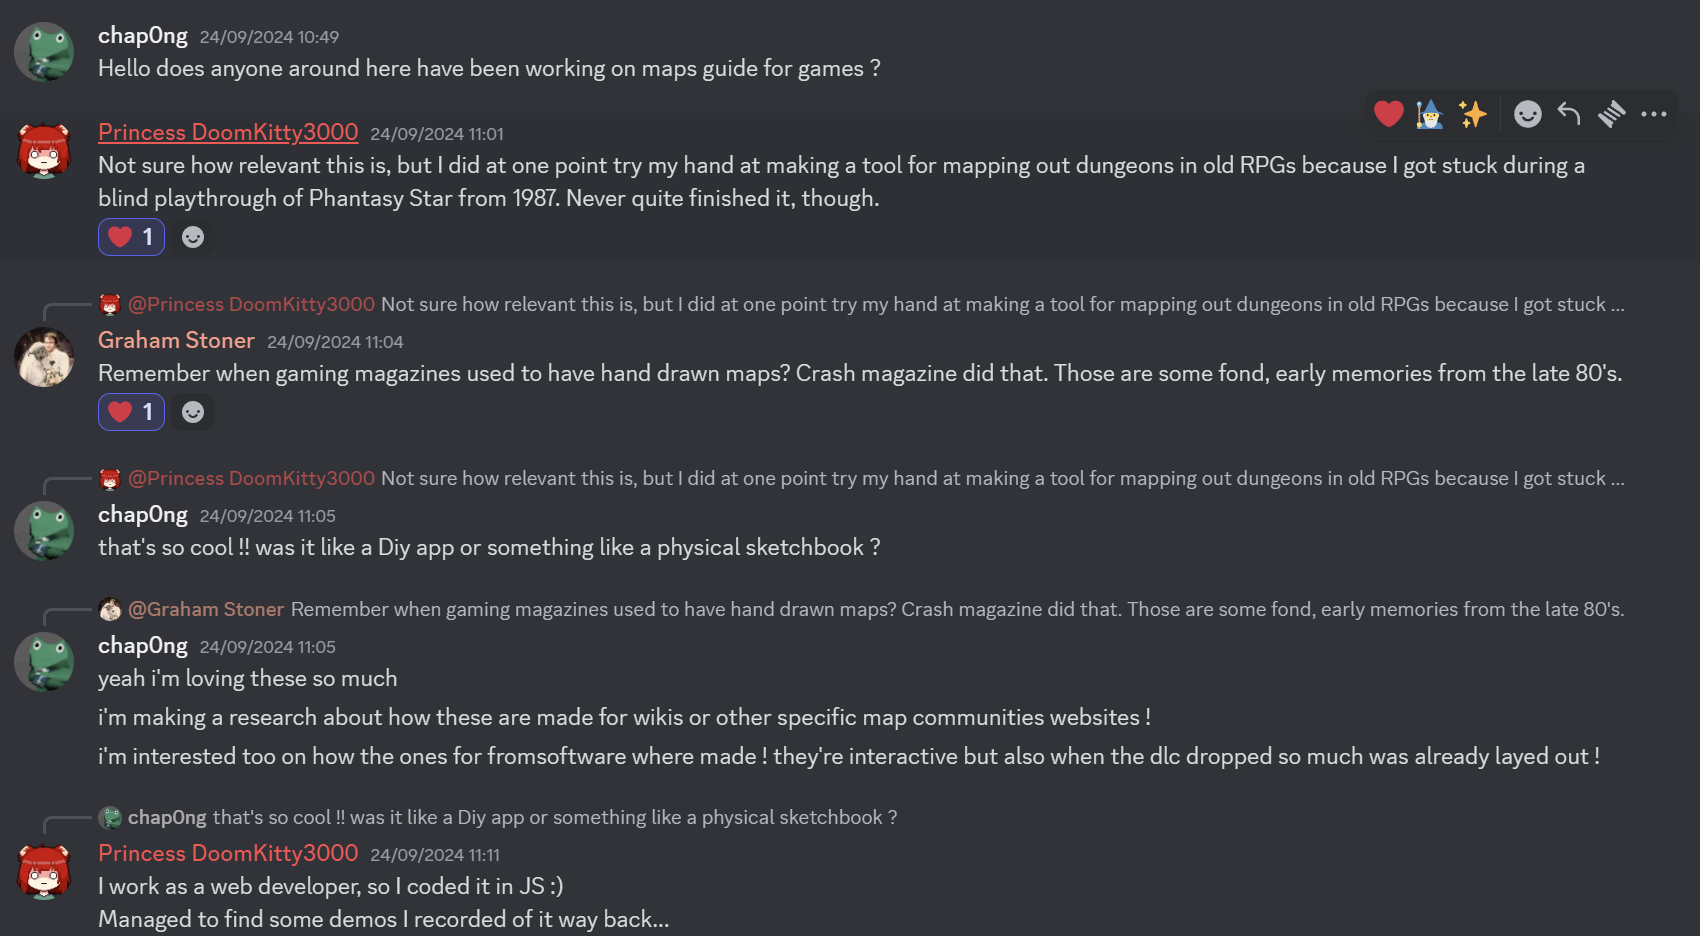 chap0ng 24/09/2024 10:49
Hello does anyone around here have been working on maps guide for games ?
Princess DoomKitty3000 24/09/2024 11:01
Not sure how relevant this is, but I did at one point try my hand at making a tool for mapping out dungeons in old RPGs because I got stuck during a
blind playthrough of Phantasy Star from 1987. Never quite finished it, though.
1
@Princess DoomKitty3000 Not sure how relevant this is, but I did at one point try my hand at making a tool for mapping out dungeons in old RPGs because I got stuck ...
Graham Stoner 24/09/2024 11:04
Remember when gaming magazines used to have hand drawn maps? Crash magazine did that. Those are some fond, early memories from the late 80's.
1
@Princess DoomKitty3000 Not sure how relevant this is, but I did at one point try my hand at making a tool for mapping out dungeons in old RPGs because I got stuck ...
chap0ng 24/09/2024 11:05
that's so cool !! was it like a Diy app or something like a physical sketchbook ?
@Graham Stoner Remember when gaming magazines used to have hand drawn maps? Crash magazine did that. Those are some fond, early memories from the late 80's.
chap0ng 24/09/2024 11:05
yeah i'm loving these so much
i'm making a research about how these are made for wikis or other specific map communities websites !
i'm interested too on how the ones for fromsoftware where made ! they're interactive but also when the dlc dropped so much was already layed out !
chap0ng that's so cool !! was it like a Diy app or something like a physical sketchbook ?
Princess DoomKitty3000 24/09/2024 11:11
I work as a web developer, so I coded it in JS :)
Managed to find some demos I recorded of it way back...